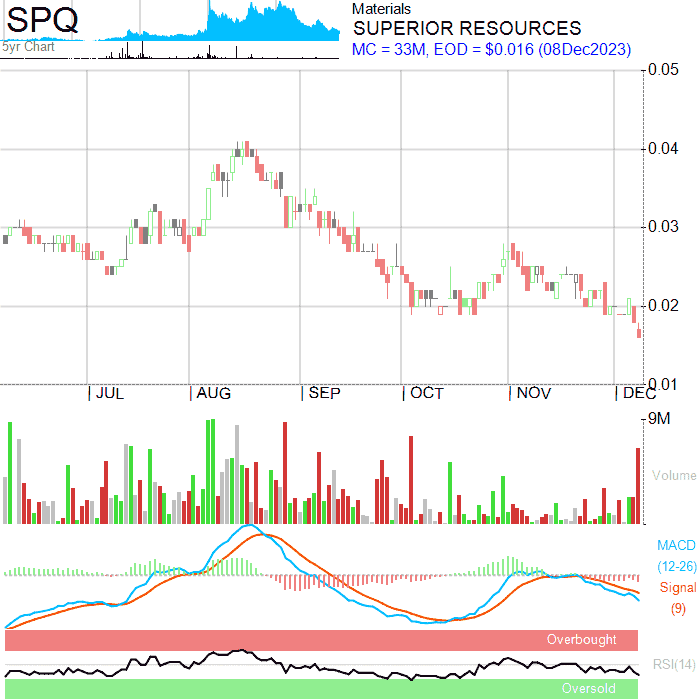 SPQ
5yr Chart
Materials
SUPERIOR RESOURCES
MC = 33M, EOD = $0.016 (08Dec2023)
0.05
0.04
0.03
0.02
0.01
JUL AUG SEP OCT NOV DEC
9M
Volume
MACD
(12-26)
Signal
(9)
Overbought
RSI(14)
Oversold